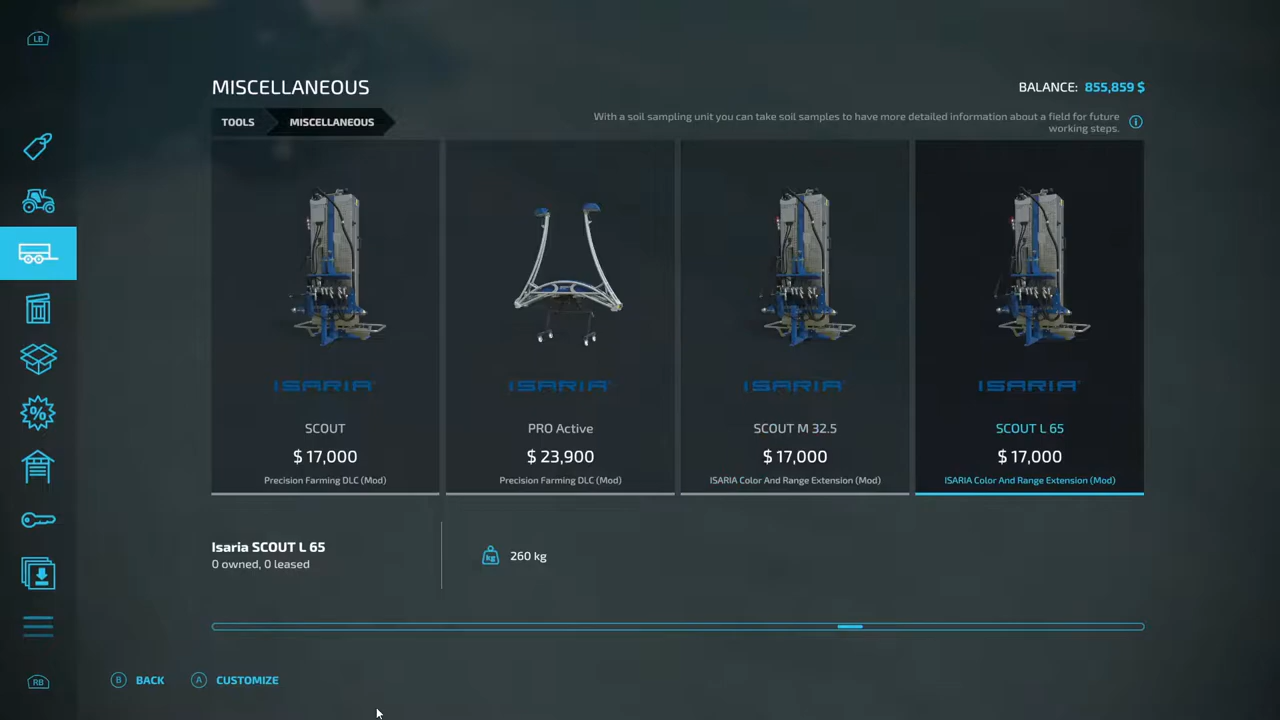 LB
MISCELLANEOUS
BALANCE: 855,859 $
TOOLS
MISCELLANEOUS
With a soil sampling unit you can take soil samples to have more detailed information about a field for future
working steps.
ISARIA
SCOUT
$ 17,000
Precision Farming DLC (Mod)
ISARIA
PRO Active
$ 23,900
Precision Farming DLC (Mod)
ISARIA
SCOUT M 32.5
$ 17,000
ISARIA Color And Range Extension (Mod)
ISARIA
SCOUT L 65
$ 17,000
ISARIA Color And Range Extension (Mod)
Isaria SCOUT L 65
0 owned, 0 leased
kg
260 kg
RB
B BACK
A CUSTOMIZE